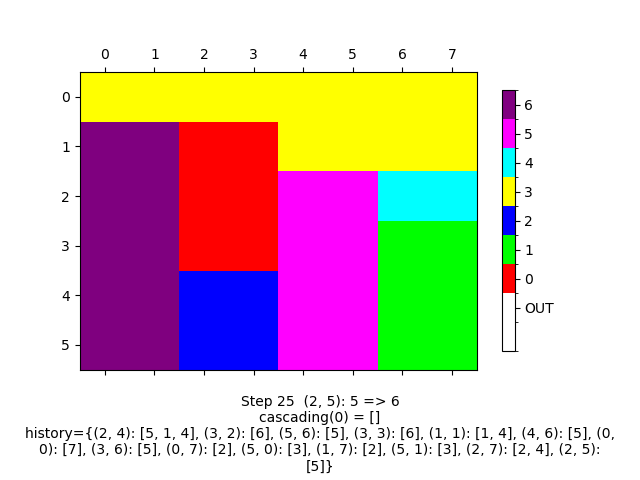 0 1 2 3 4 5 6 7
0
1
2
3
4
5
6
5
4
3
2
1
0
OUT
Step 25  (2, 5): 5 => 6
cascading(0) = []
history={(2, 4): [5, 1, 4], (3, 2): [6], (5, 6): [5], (3, 3): [6], (1, 1): [1, 4], (4, 6): [5], (0,
0): [7], (3, 6): [5], (0, 7): [2], (5, 0): [3], (1, 7): [2], (5, 1): [3], (2, 7): [2, 4], (2, 5):
[5]}